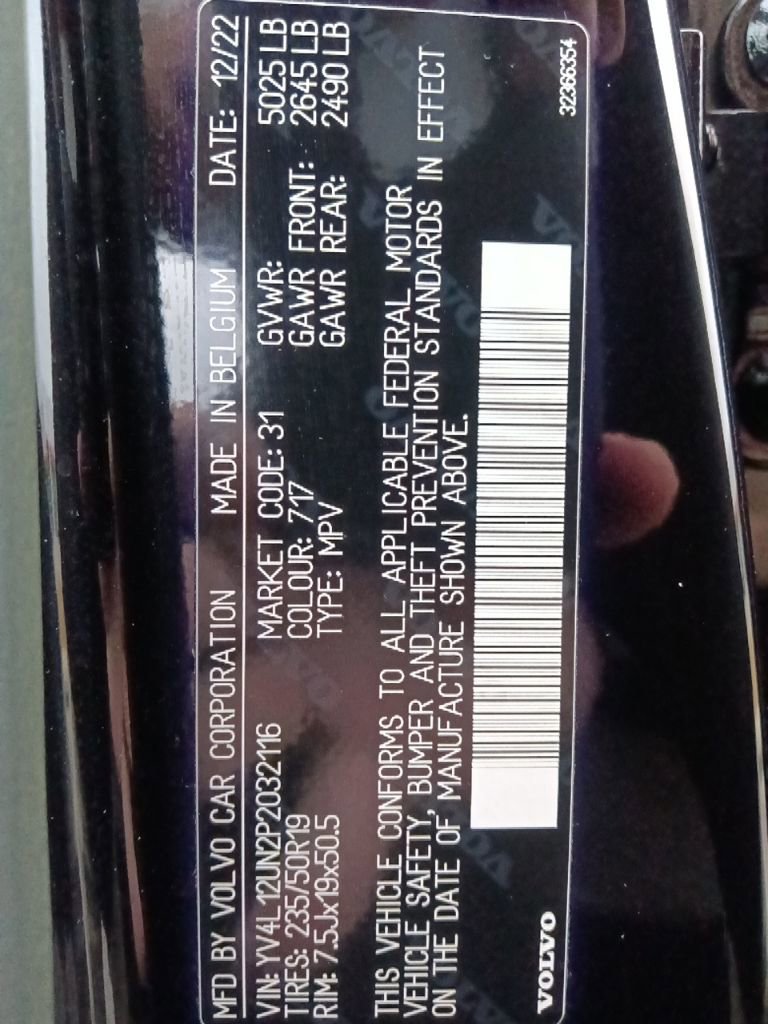 MFD BY VOLVO CAR CORPORATION MADE IN BELGIUM DATE: 12/22
VIN: YV4L12UN2P2032116 MARKET CODE: 31 GVWR: 5025 LB
TIRES: 235/50R19 COLOUR: 717 GAWR FRONT: 2645 LB
RIM: 7.5Jx19x50.5 TYPE: MPV GAWR REAR: 2490 LB
THIS VEHICLE CONFORMS TO ALL APPLICABLE FEDERAL MOTOR
VEHICLE SAFETY, BUMPER AND THEFT PREVENTION STANDARDS IN EFFECT
ON THE DATE OF MANUFACTURE SHOWN ABOVE.
VOLVO 32366354